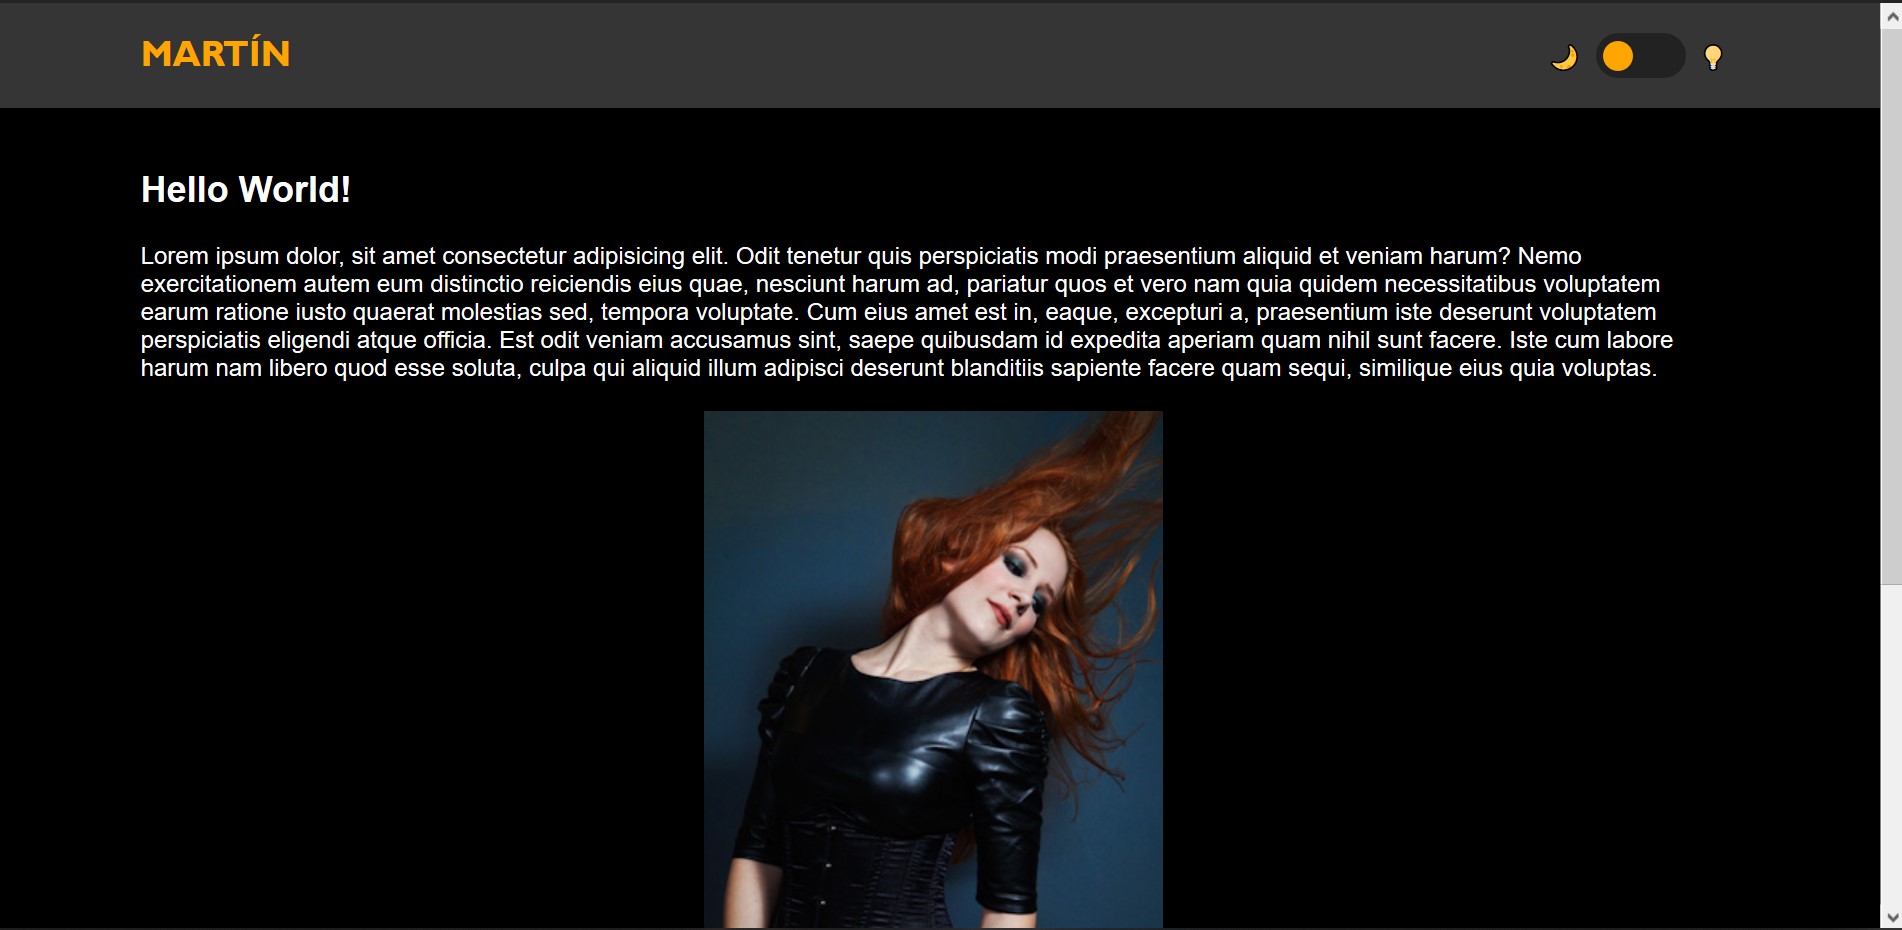 MARTÍN
Hello World!
Lorem ipsum dolor, sit amet consectetur adipisicing elit. Odit tenetur quis perspiciatis modi praesentium aliquid et veniam harum? Nemo
exercitationem autem eum distinctio reiciendis eius quae, nesciunt harum ad, pariatur quos et vero nam quia quidem necessitatibus voluptatem
earum ratione iusto quaerat molestias sed, tempora voluptate. Cum eius amet est in, eaque, excepturi a, praesentium iste deserunt voluptatem
perspiciatis eligendi atque officia. Est odit veniam accusamus sint, saepe quibusdam id expedita aperiam quam nihil sunt facere. Iste cum labore
harum nam libero quod esse soluta, culpa qui aliquid illum adipisci deserunt blanditiis sapiente facere quam sequi, similique eius quia voluptas.